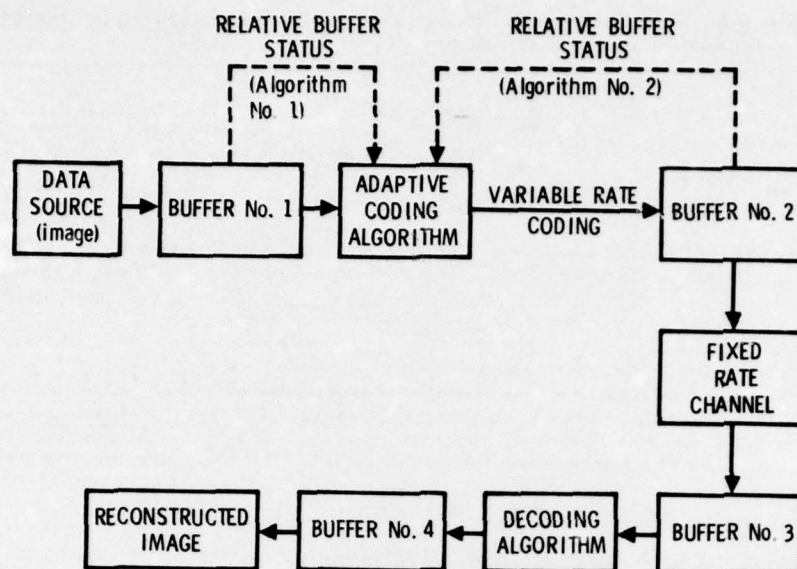 RELATIVE BUFFER
STATUS
(Algorithm
No. 1)
RELATIVE BUFFER
STATUS
(Algorithm No. 2)
DATA
SOURCE
(image)
BUFFER No. 1
ADAPTIVE
CODING
ALGORITHM
VARIABLE RATE
CODING
BUFFER No. 2
FIXED
RATE
CHANNEL
RECONSTRUCTED
IMAGE
BUFFER No. 4
DECODING
ALGORITHM
BUFFER No. 3